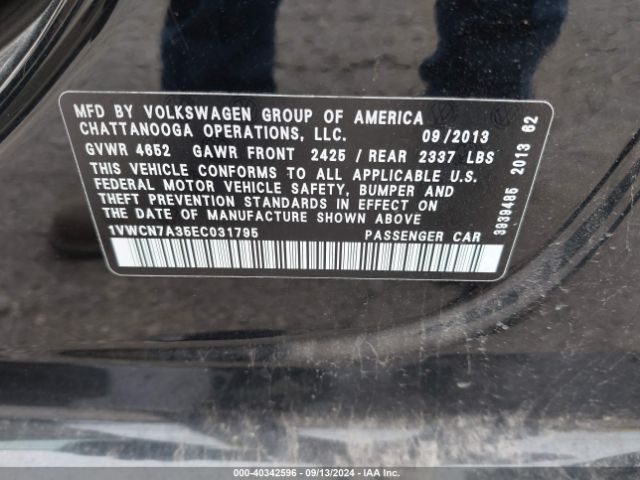 MFD BY VOLKSWAGEN GROUP OF AMERICA
CHATTANOOGA OPERATIONS, LLC. 09/2013
GVWR 4652 GAWR FRONT 2425 / REAR 2337 LBS
THIS VEHICLE CONFORMS TO ALL APPLICABLE U.S.
FEDERAL MOTOR VEHICLE SAFETY, BUMPER AND
THEFT PREVENTION STANDARDS IN EFFECT ON
THE DATE OF MANUFACTURE SHOWN ABOVE
1VWCN7A35EC031795 PASSENGER CAR
3939485 2013 62
000-40342596 - 09/13/2024 - IAA Inc.